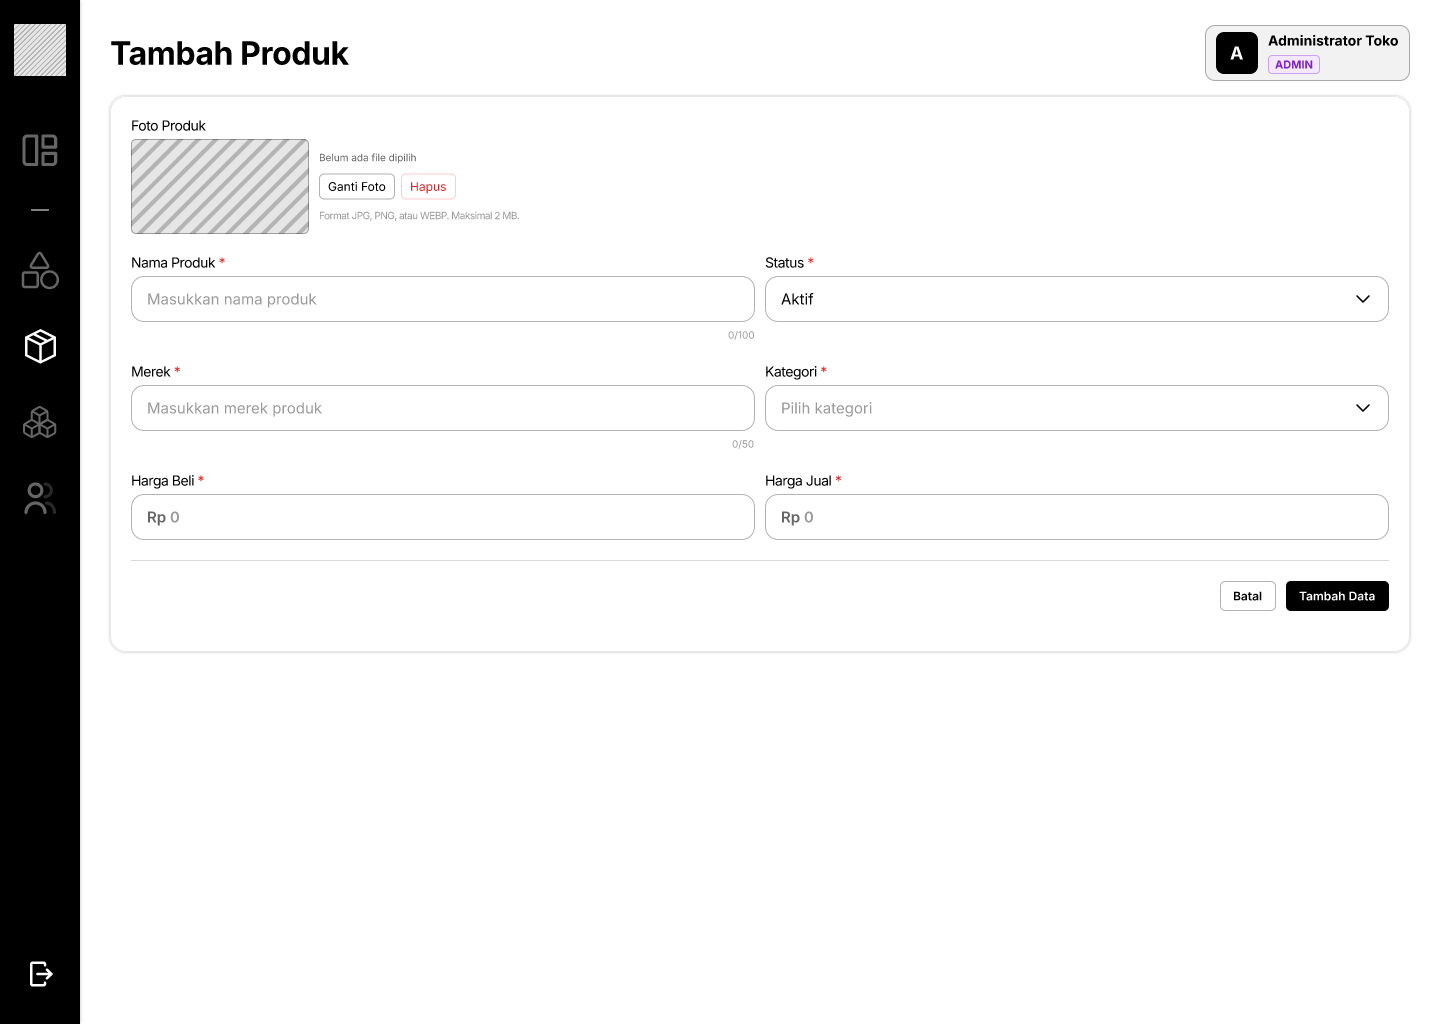 Tambah Produk
A
Administrator Toko
ADMIN
Foto Produk
Belum ada file dipilih
Ganti Foto
Hapus
Format JPG, PNG, atau WEBP. Maksimal 2 MB.
Nama Produk *
Status *
Masukkan nama produk
Aktif
0/100
Merek *
Kategori *
Masukkan merek produk
Pilih kategori
0/50
Harga Beli *
Harga Jual *
Rp 0
Rp 0
Batal
Tambah Data